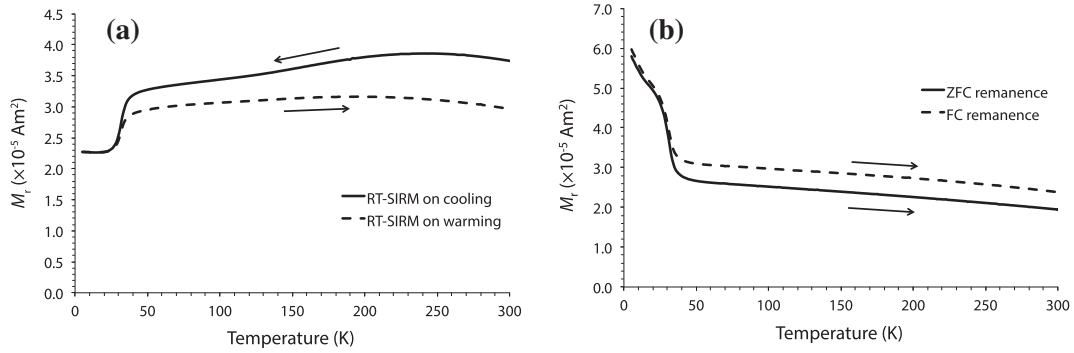 (a)
4.5
4.0
3.5
3.0
2.5
2.0
1.5
1.0
0.5
0.0
Mr (×10-5 Am2)
RT-SIRM on cooling
RT-SIRM on warming
0 50 100 150 200 250 300
Temperature (K)
(b)
7.0
6.0
5.0
4.0
3.0
2.0
1.0
0.0
Mr (×10-5 Am2)
ZFC remanence
FC remanence
0 50 100 150 200 250 300
Temperature (K)